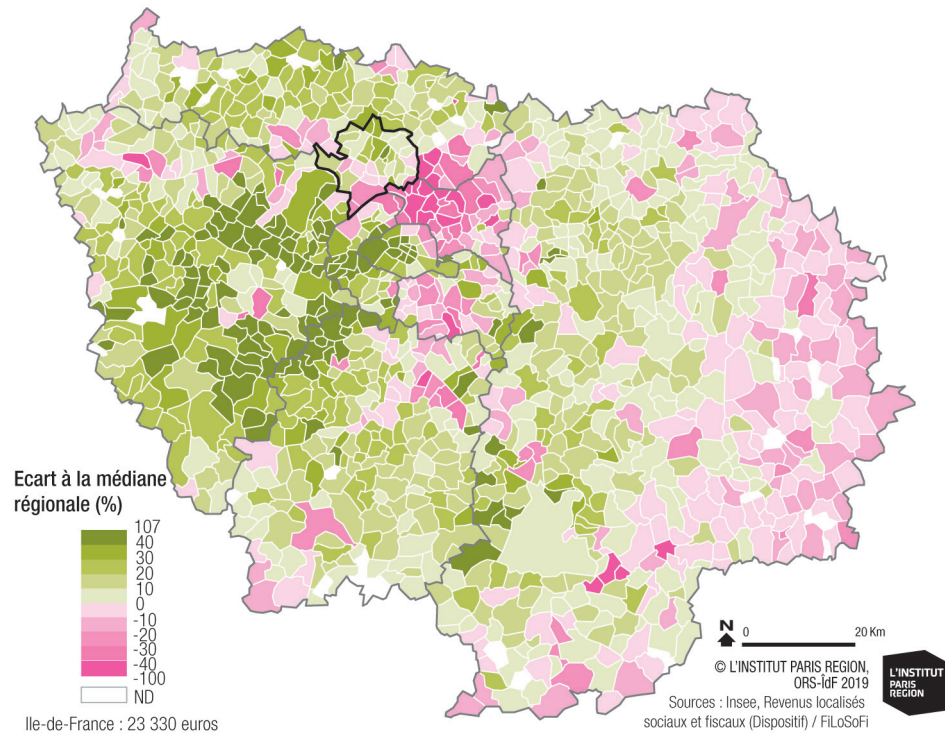 Ecart à la médiane
régionale (%)
107
40
30
20
10
0
-10
-20
-30
-40
-100
ND
Ile-de-France : 23 330 euros
N
0 20 Km
© L'INSTITUT PARIS REGION,
ORS-ÎdF 2019
Sources : Insee, Revenus localisés
sociaux et fiscaux (Dispositif) / FiLoSoFi
L'INSTITUT
PARIS
REGION